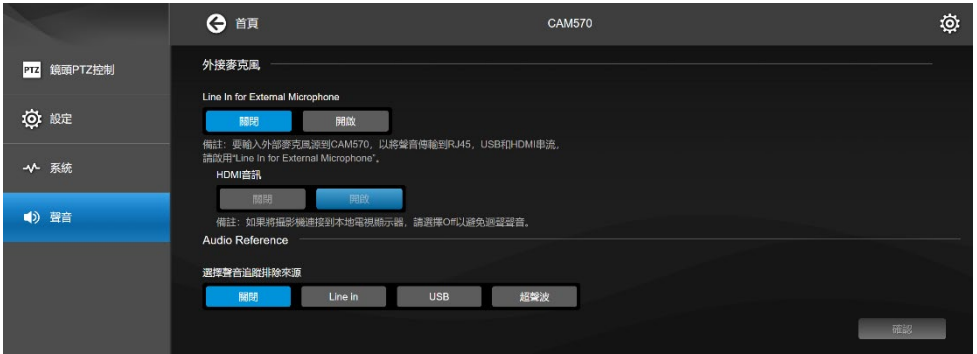 首頁
CAM570
PTZ 鏡頭PTZ控制
設定
系統
聲音
外接麥克風
Line In for External Microphone
關閉 開啟
備註：要輸入外部麥克風源到CAM570，以將聲音傳輸到RJ45，USB和HDMI串流，
請啟用“Line In for External Microphone”。
HDMI音訊
關閉 開啟
備註：如果將攝影機連接到本地電視顯示器，請選擇Off以避免迴聲聲音。
Audio Reference
選擇聲音追蹤排除來源
關閉 Line In USB 超聲波
確認